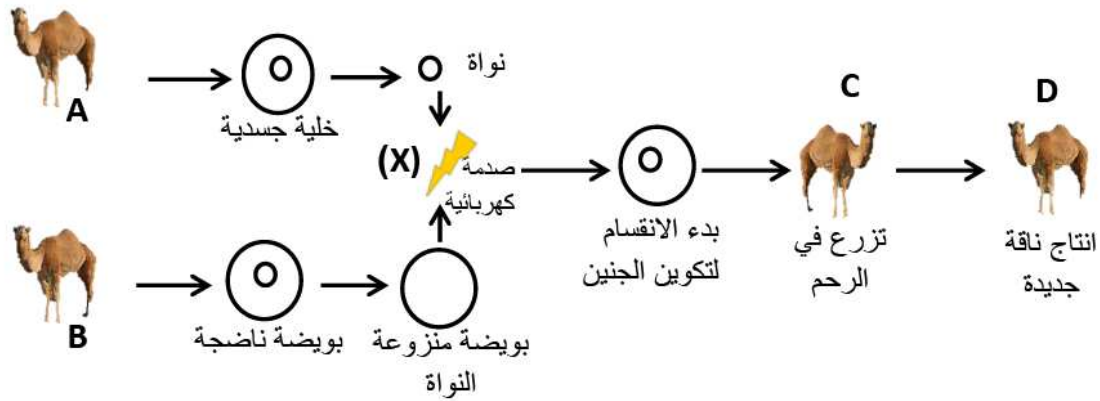 A
خلية جسدية
نواة
(X)
صدمة
كهربائية
B
بويضة ناضجة
بويضة منزوعة
النواة
بدء الانقسام
لتكوين الجنين
C
تزرع في
الرحم
D
انتاج ناقة
جديدة